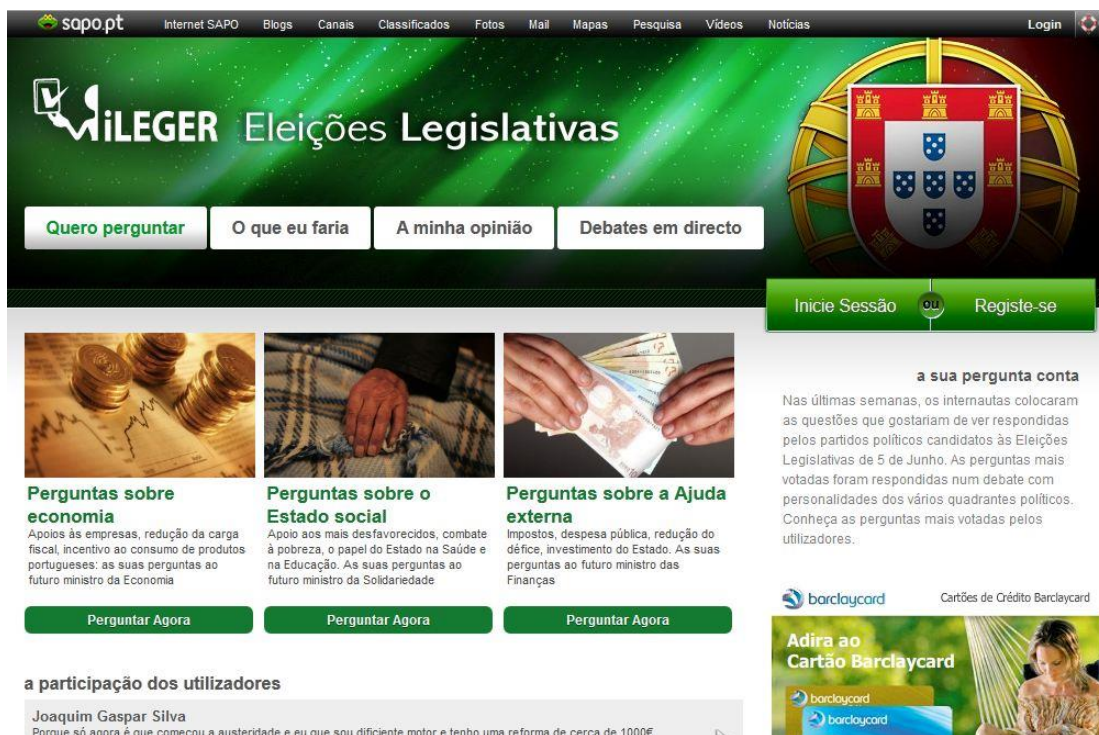 sapo.pt Internet SAPO Blogs Canais Classificados Fotos Mail Mapas Pesquisa Vídeos Notícias Login
ViLEGER Eleições Legislativas
Quero perguntar O que eu faria A minha opinião Debates em directo
Inicie Sessão ou Registe-se
Perguntas sobre
economia
Apoios às empresas, redução da carga
fiscal, incentivo ao consumo de produtos
portugueses: as suas perguntas ao
futuro ministro da Economia
Perguntar Agora
Perguntas sobre o
Estado social
Apoio aos mais desfavorecidos, combate
à pobreza, o papel do Estado na Saúde e
na Educação. As suas perguntas ao
futuro ministro da Solidariedade
Perguntar Agora
Perguntas sobre a Ajuda
externa
Impostos, despesa pública, redução do
défice, investimento do Estado. As suas
perguntas ao futuro ministro das
Finanças
Perguntar Agora
a sua pergunta conta
Nas últimas semanas, os internautas colocaram
as questões que gostariam de ver respondidas
pelos partidos políticos candidatos às Eleições
Legislativas de 5 de Junho. As perguntas mais
votadas foram respondidas num debate com
personalidades dos vários quadrantes políticos.
Conheça as perguntas mais votadas pelos
utilizadores.
barclaycard Cartões de Crédito Barclaycard
Adira ao
Cartão Barclaycard
barclaycard
barclaycard
a participação dos utilizadores
Joaquim Gaspar Silva
Porque só agora é que começou a austeridade e eu que sou dificiente motor e tenho uma reforma de cerca de 1000€